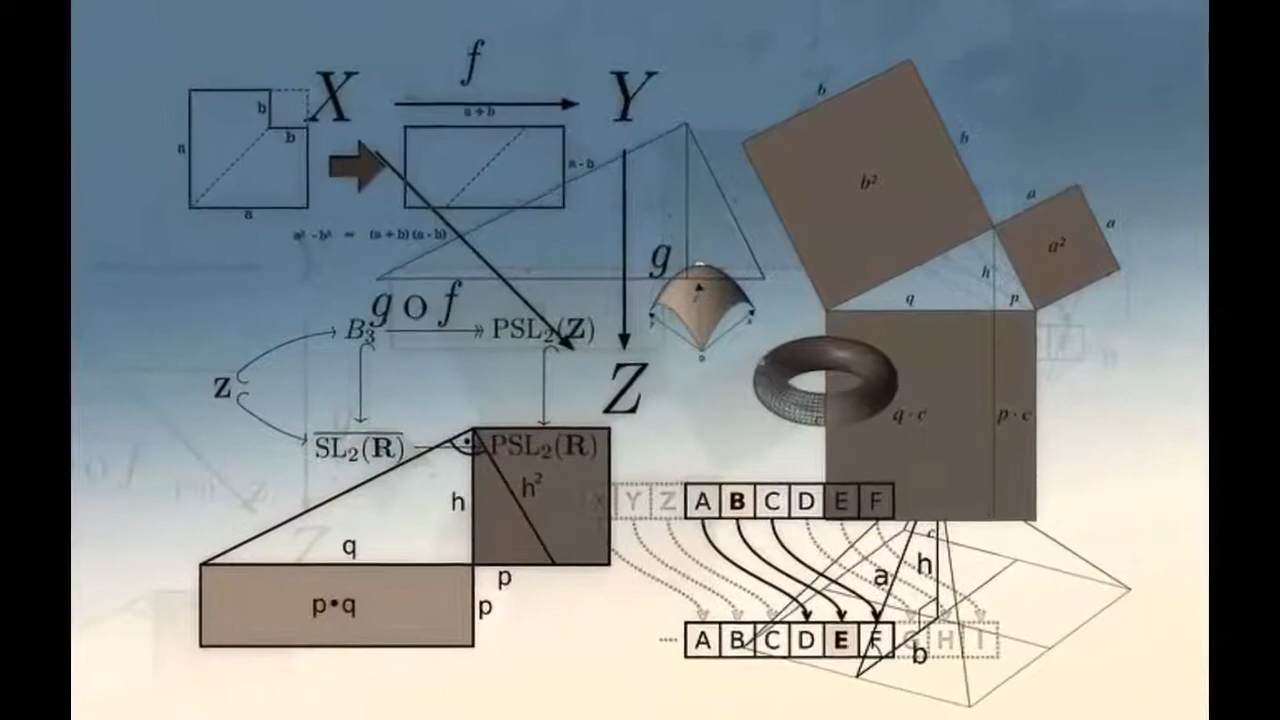 f
X
Y
a + b
b
b
a
a - b
a
a² - b² = (a + b) (a - b)
b
b
b²
a
a
a²
g
h
q
p
g ∘ f
B₃
PSL₂(Z)
z
Z
q · c
p · c
SL₂(R)
PSL₂(R)
h
h²
Y Z A B C D E F
q
c
p
a
h
p•q
p
A B C D E F G H I
b